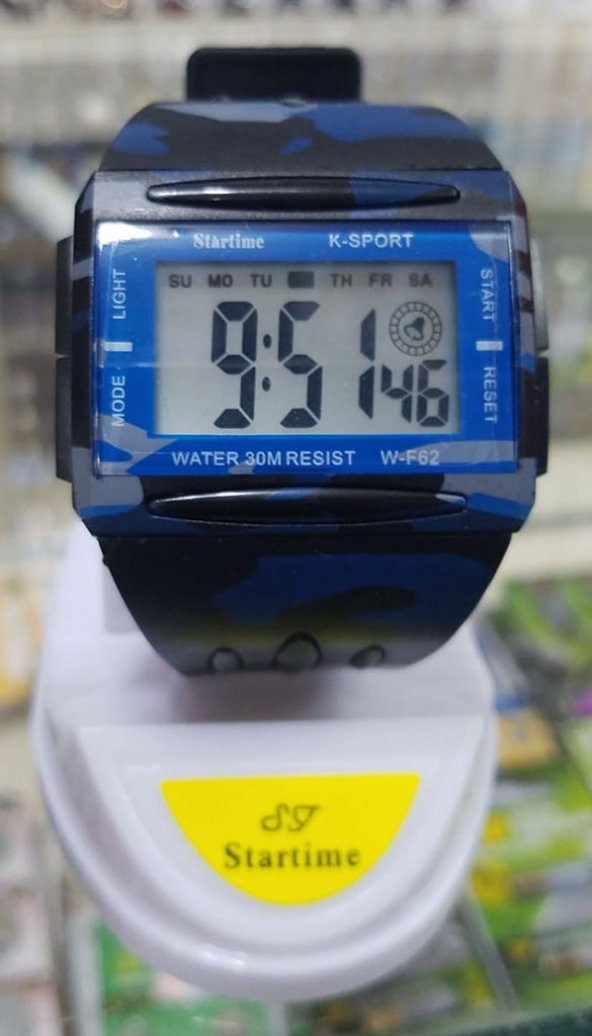 Startime K-SPORT
LIGHT
MODE
START
RESET
SU MO TU TH FR SA
9:51 46
WATER 30M RESIST W-F62
ST
Startime